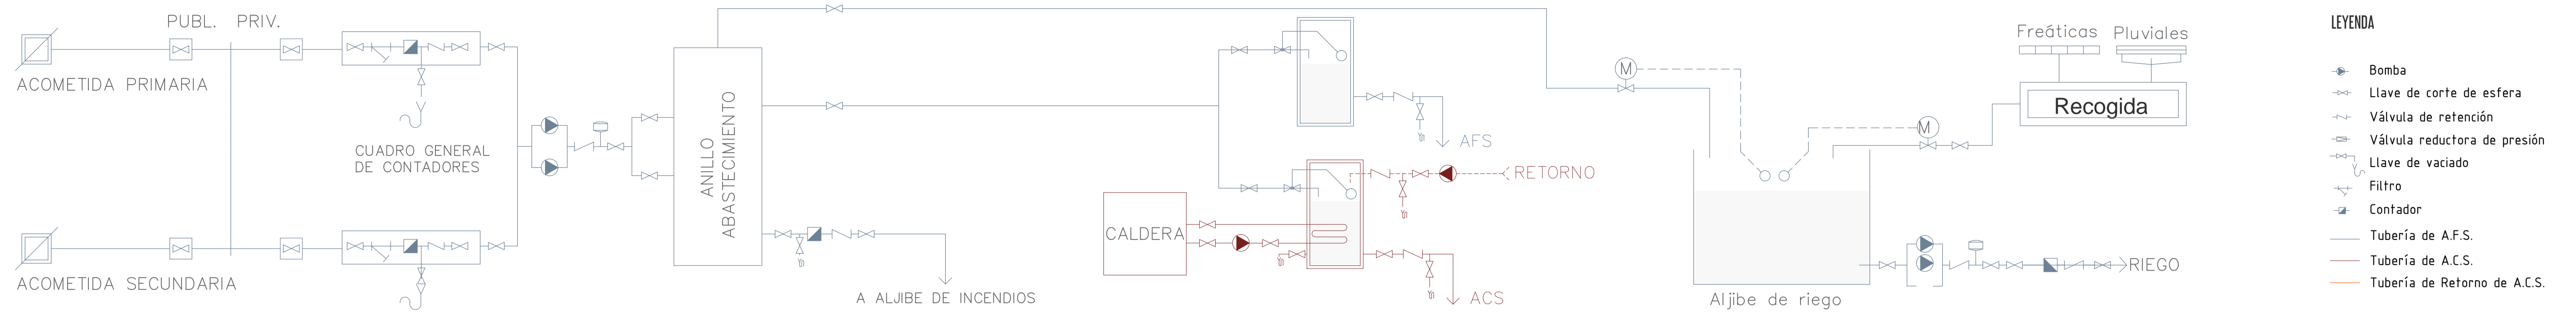 PUBL. PRIV.
ACOMETIDA PRIMARIA
CUADRO GENERAL
DE CONTADORES
ACOMETIDA SECUNDARIA
ANILLO
ABASTECIMIENTO
A ALJIBE DE INCENDIOS
AFS
RETORNO
CALDERA
ACS
M
M
Freáticas
Pluviales
Recogida
Aljibe de riego
RIEGO
LEYENDA
Bomba
Llave de corte de esfera
Válvula de retención
Válvula reductora de presión
Llave de vaciado
Filtro
Contador
Tubería de A.F.S.
Tubería de A.C.S.
Tubería de Retorno de A.C.S.